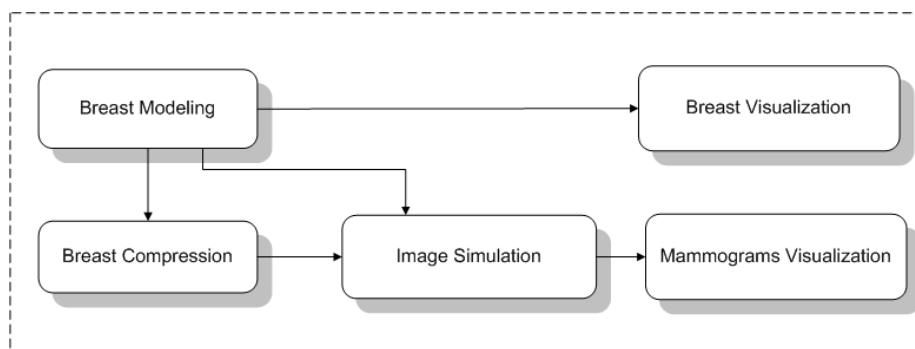 Breast Modeling
Breast Visualization
Breast Compression
Image Simulation
Mammograms Visualization